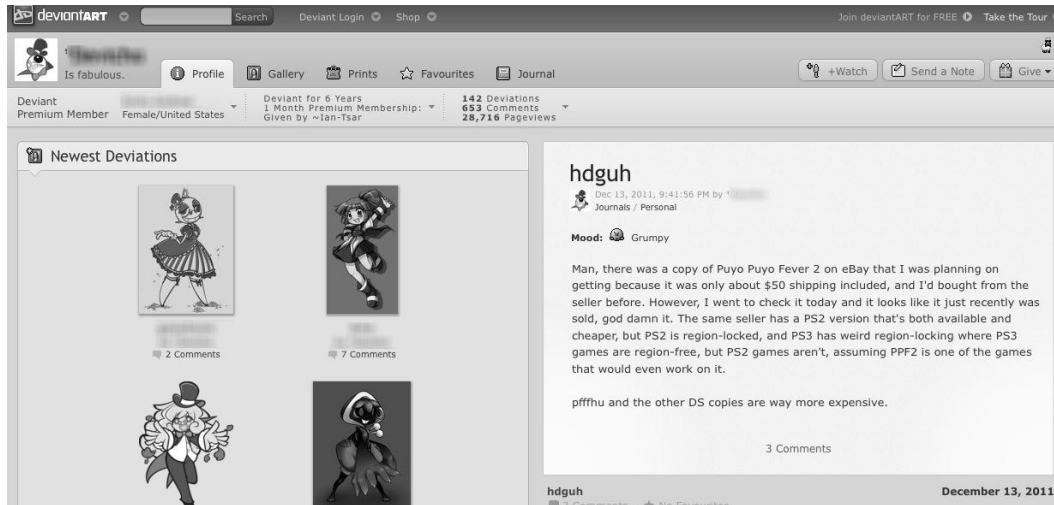 deviantART Search Deviant Login Shop Join deviantART for FREE Take the Tour
Is fabulous. Profile Gallery Prints Favourites Journal +Watch Send a Note Give
Deviant
Premium Member
Female/United States
Deviant for 6 Years
1 Month Premium Membership:
Given by ~Ian-Tsar
142 Deviations
653 Comments
28,716 Pageviews
Newest Deviations
2 Comments
7 Comments
hdguh
Dec 13, 2011, 9:41:56 PM by
Journals / Personal
Mood: Grumpy
Man, there was a copy of Puyo Puyo Fever 2 on eBay that I was planning on
getting because it was only about $50 shipping included, and I'd bought from the
seller before. However, I went to check it today and it looks like it just recently was
sold, god damn it. The same seller has a PS2 version that's both available and
cheaper, but PS2 is region-locked, and PS3 has weird region-locking where PS3
games are region-free, but PS2 games aren't, assuming PPF2 is one of the games
that would even work on it.
pfffhu and the other DS copies are way more expensive.
3 Comments
hdguh December 13, 2011
3 Comments No Favourites